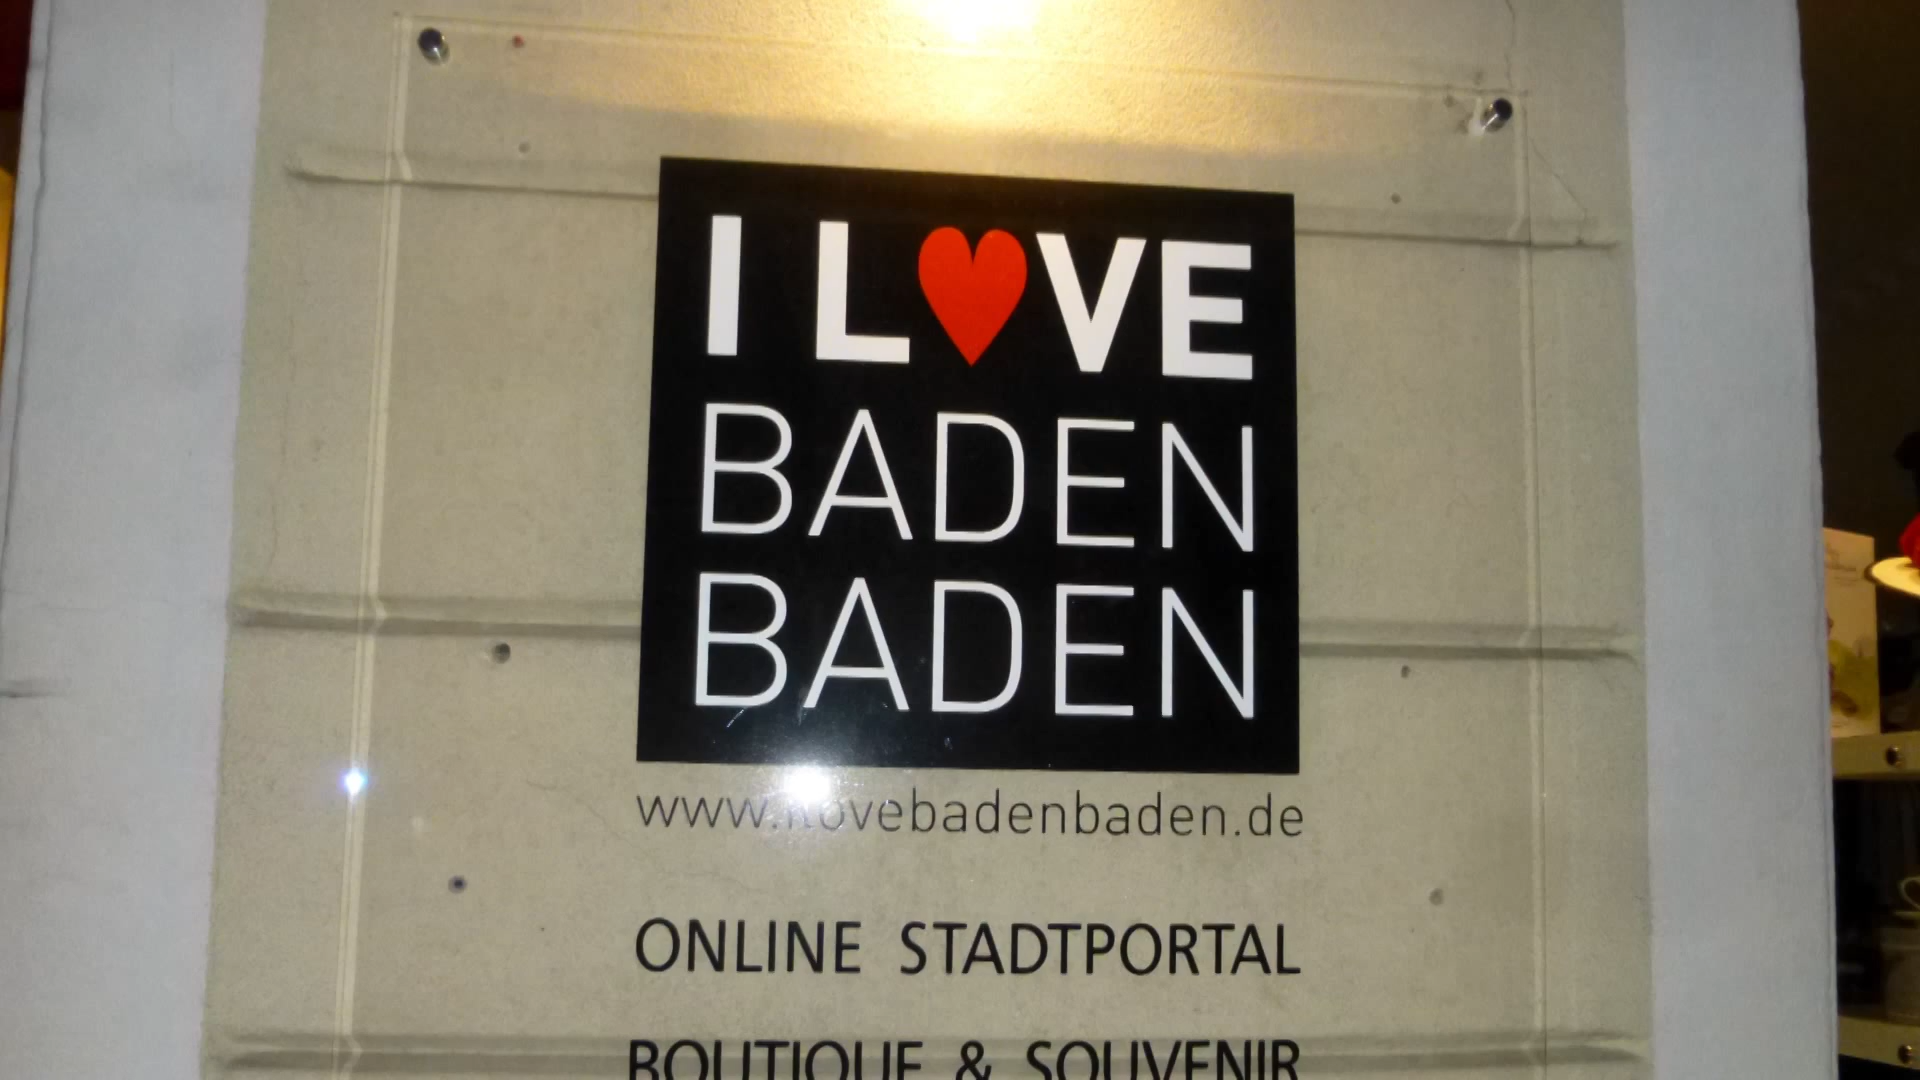 I L♥VE
BADEN
BADEN
www.ilovebadenbaden.de
ONLINE STADTPORTAL
BOUTIQUE & SOUVENIR